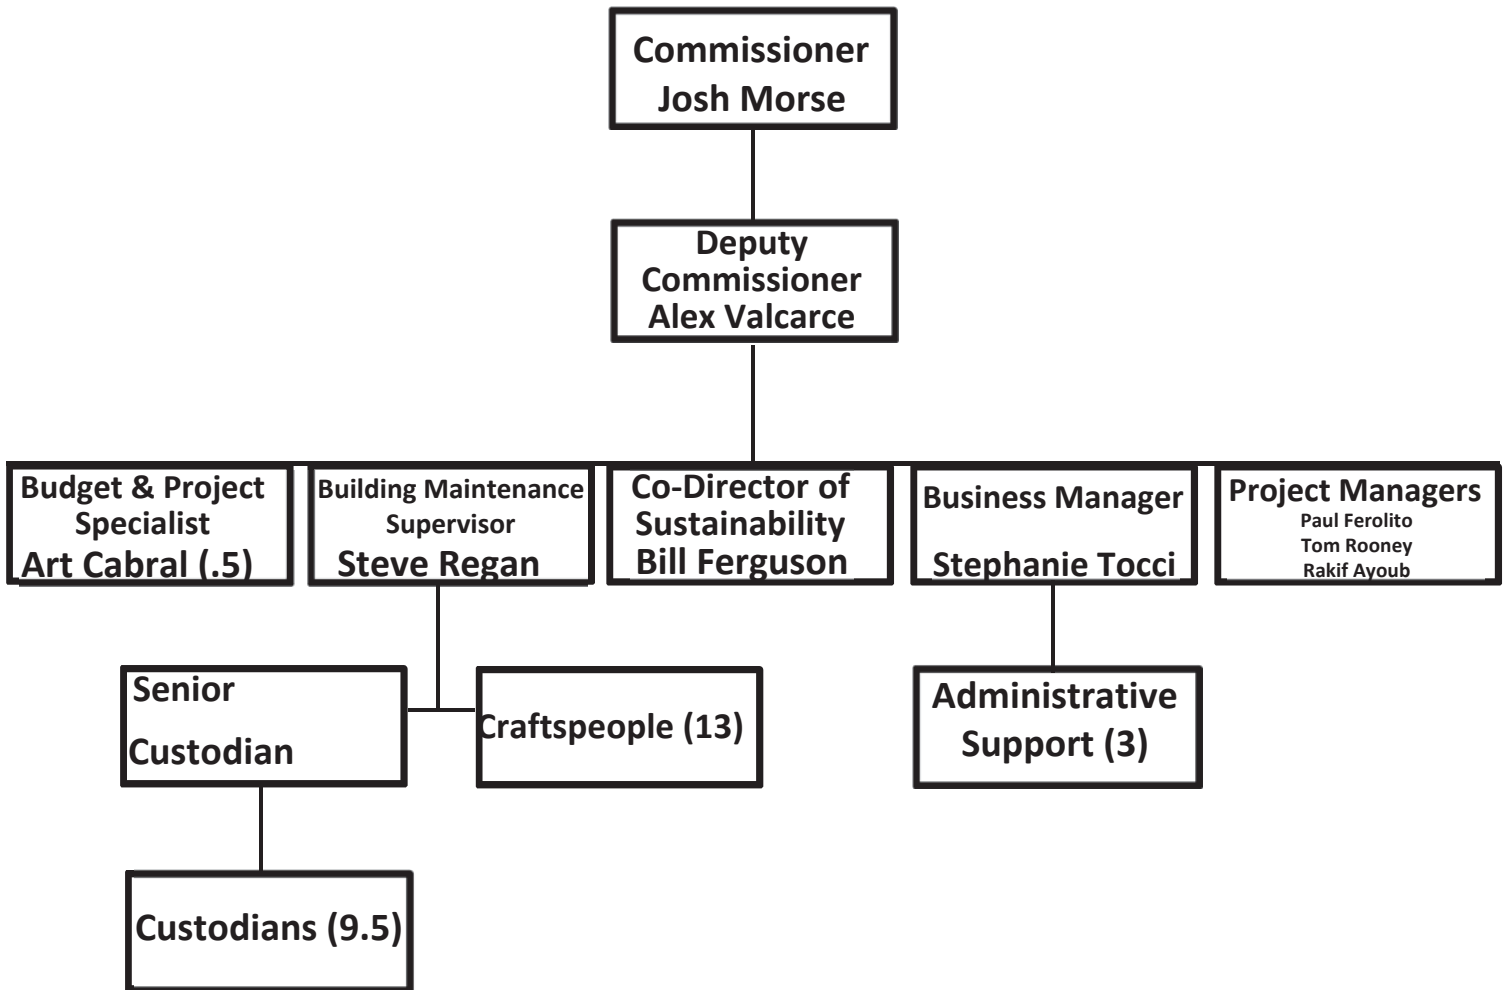 Commissioner
Josh Morse
Deputy
Commissioner
Alex Valcarce
Budget & Project
Specialist
Art Cabral (.5)
Building Maintenance
Supervisor
Steve Regan
Co-Director of
Sustainability
Bill Ferguson
Business Manager
Stephanie Tocci
Project Managers
Paul Ferolito
Tom Rooney
Rakif Ayoub
Senior
Custodian
Craftspeople (13)
Administrative
Support (3)
Custodians (9.5)